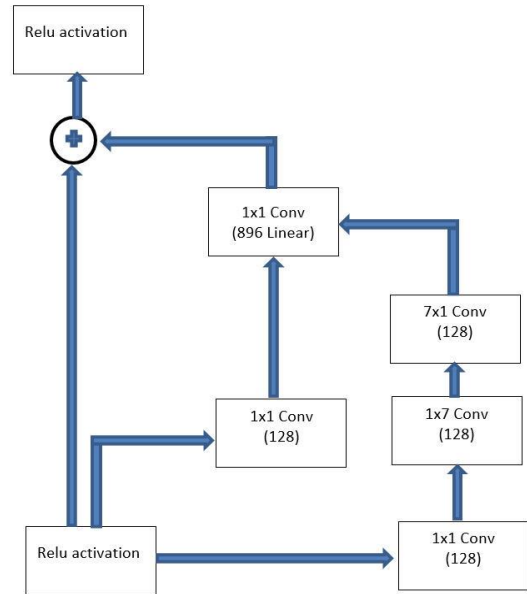 Relu activation
1x1 Conv
(896 Linear)
7x1 Conv
(128)
1x1 Conv
(128)
1x7 Conv
(128)
Relu activation
1x1 Conv
(128)